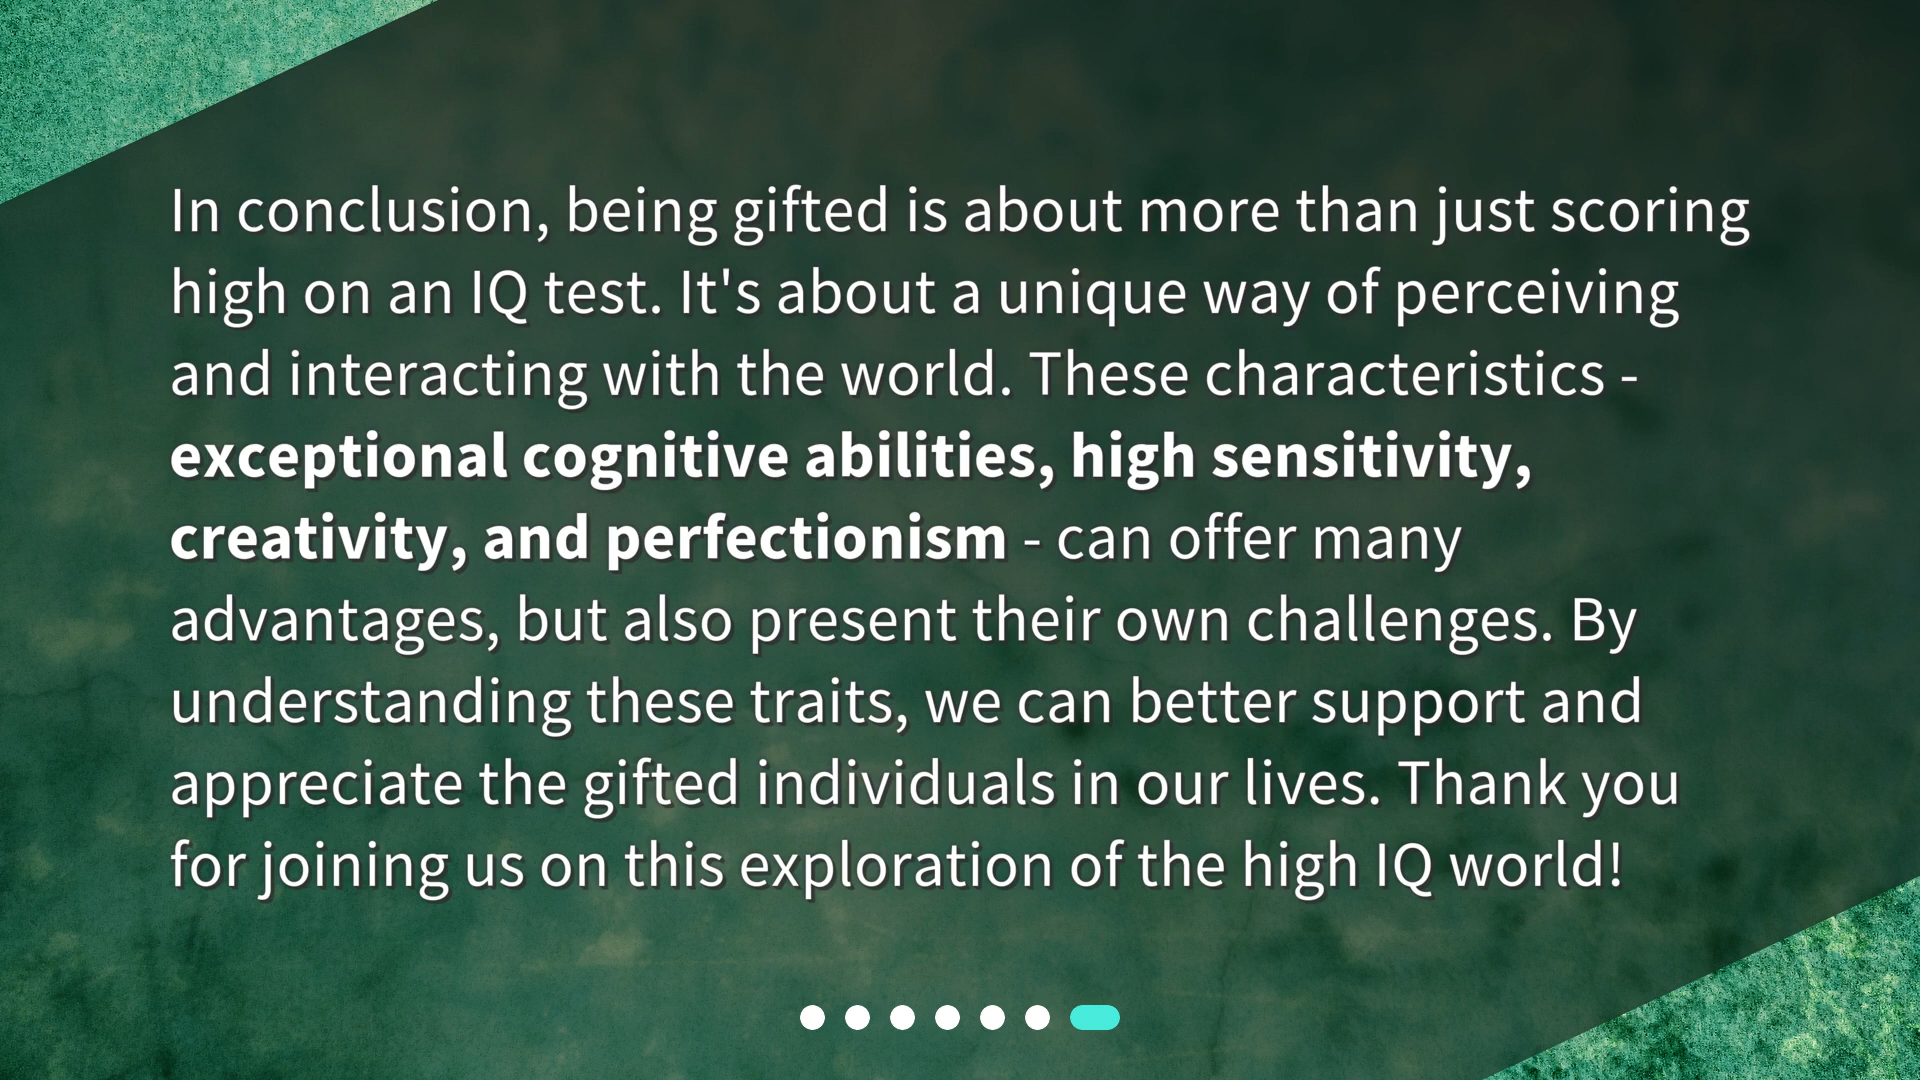 In conclusion, being gifted is about more than just scoring
high on an IQ test. It's about a unique way of perceiving
and interacting with the world. These characteristics -
exceptional cognitive abilities, high sensitivity,
creativity, and perfectionism - can offer many
advantages, but also present their own challenges. By
understanding these traits, we can better support and
appreciate the gifted individuals in our lives. Thank you
for joining us on this exploration of the high IQ world!